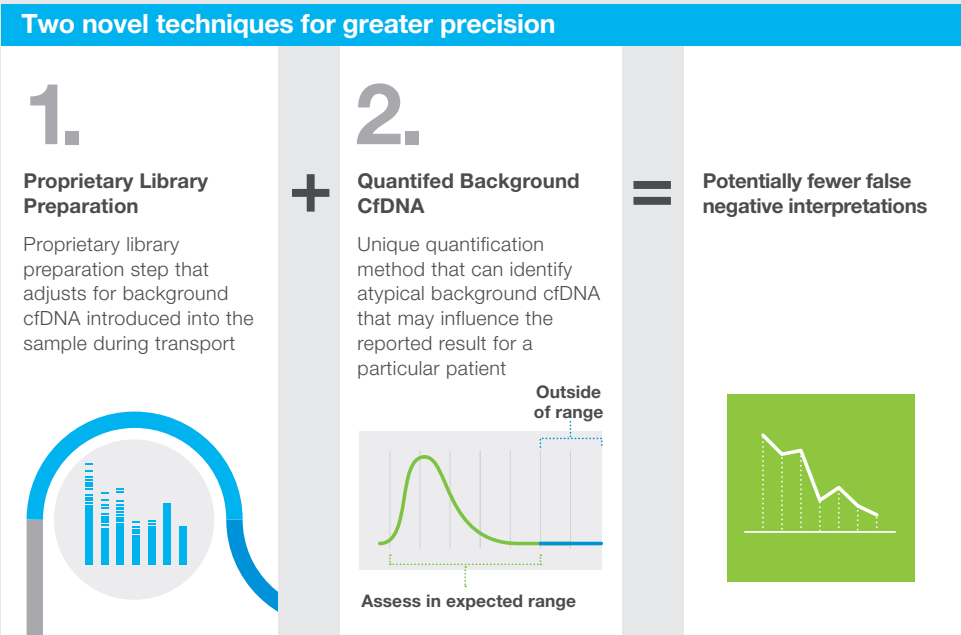 Two novel techniques for greater precision
1.
Proprietary Library
Preparation
Proprietary library
preparation step that
adjusts for background
cfDNA introduced into the
sample during transport
+
2.
Quantifed Background
CfDNA
Unique quantification
method that can identify
atypical background cfDNA
that may influence the
reported result for a
particular patient
Outside
of range
Assess in expected range
=
Potentially fewer false
negative interpretations